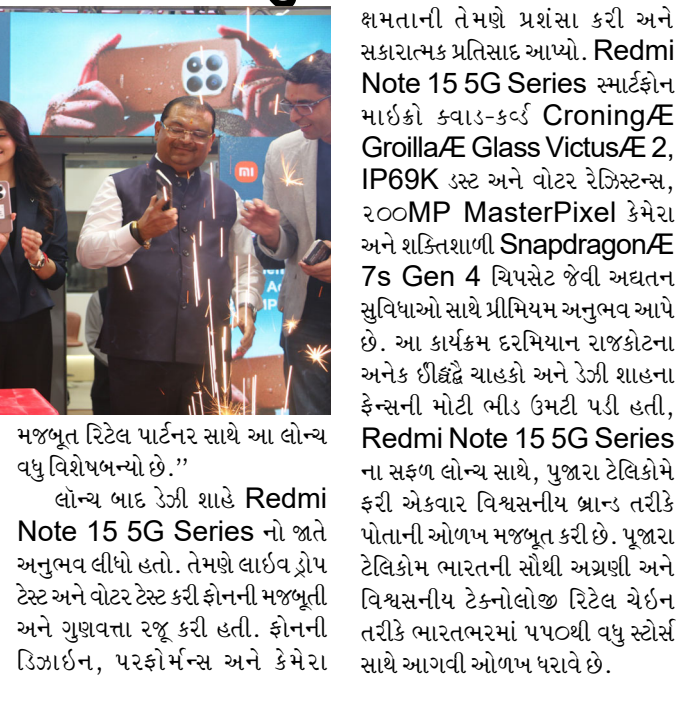 મજબૂત રિટેલ પાર્ટનર સાથે આ લોન્ચ
વધુ વિશેષબન્યો છે.’’
લૉન્ચ બાદ ડેઝી શાહે Redmi
Note 15 5G Series નો જાતે
અનુભવ લીધો હતો. તેમણે લાઇવ ડ્રોપ
ટેસ્ટ અને વોટર ટેસ્ટ કરી ફોનની મજબૂતી
અને ગુણવત્તા રજૂ કરી હતી. ફોનની
ડિઝાઇન, પરફોર્મન્સ અને કેમેરા
ક્ષમતાની તેમણે પ્રશંસા કરી અને
સકારાત્મક પ્રતિસાદ આપ્યો. Redmi
Note 15 5G Series સ્માર્ટફોન
માઇક્રો ક્વાડ-કર્વ્ડ CroningÆ
GroillaÆ Glass VictusÆ 2,
IP69K ડસ્ટ અને વોટર રેઝિસ્ટન્સ,
૨૦૦MP MasterPixel કેમેરા
અને શક્તિશાળી SnapdragonÆ
7s Gen 4 ચિપસેટ જેવી અદ્યતન
સુવિધાઓ સાથે પ્રીમિયમ અનુભવ આપે
છે. આ કાર્યક્રમ દરમિયાન રાજકોટના
અનેક ચાહકો અને ડેઝી શાહના
ફેન્સની મોટી ભીડ ઉમટી પડી હતી,
Redmi Note 15 5G Series
ના સફળ લોન્ચ સાથે, પુજારા ટેલિકોમે
ફરી એકવાર વિશ્વસનીય બ્રાન્ડ તરીકે
પોતાની ઓળખ મજબૂત કરી છે. પૂજારા
ટેલિકોમ ભારતની સૌથી અગ્રણી અને
વિશ્વસનીય ટેક્નોલોજી રિટેલ ચેઇન
તરીકે ભારતભરમાં ૫૫૦થી વધુ સ્ટોર્સ
સાથે આગવી ઓળખ ધરાવે છે.